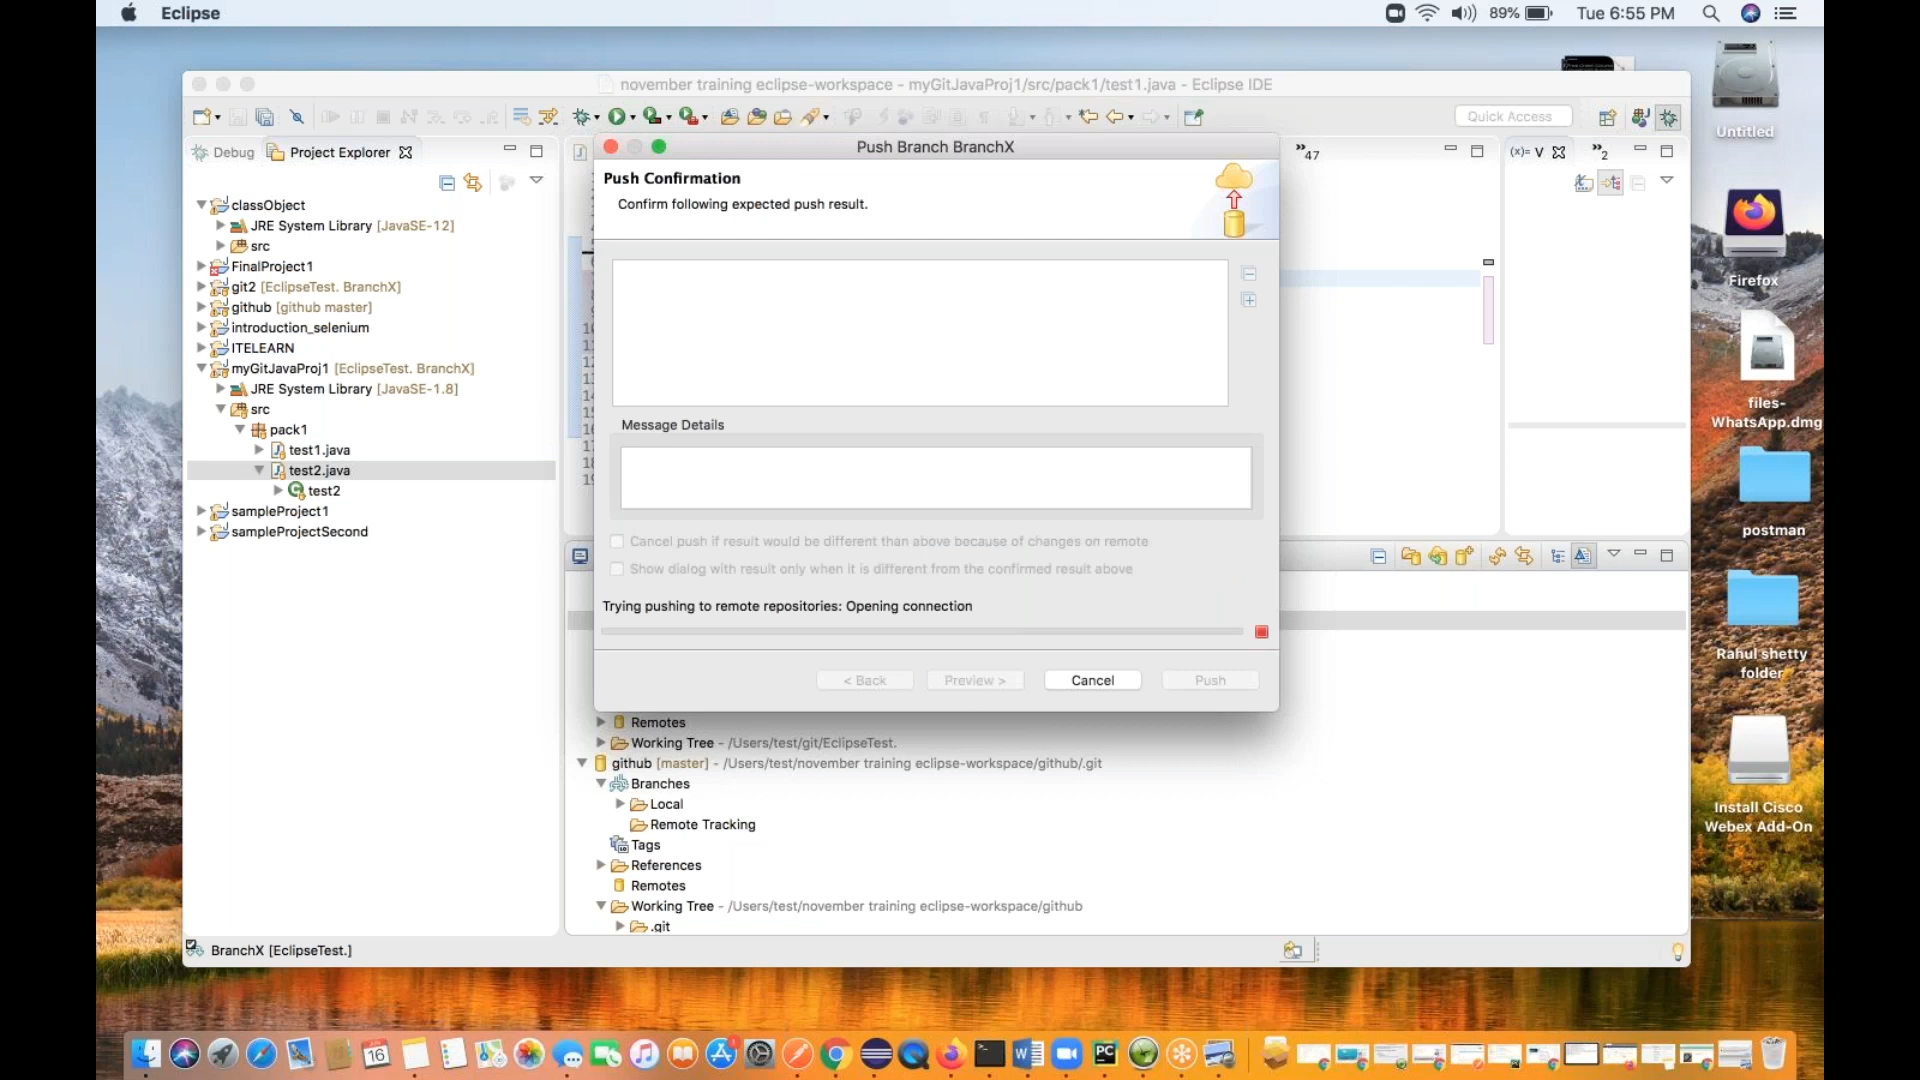 Eclipse
89%
Tue 6:55 PM
november training eclipse-workspace - myGitJavaProj1/src/pack1/test1.java - Eclipse IDE
Quick Access
Untitled
Debug
Project Explorer
Push Branch BranchX
47
(x)= V
2
Push Confirmation
Confirm following expected push result.
classObject
JRE System Library [JavaSE-12]
src
FinalProject1
git2 [EclipseTest. BranchX]
github [github master]
introduction_selenium
ITELEARN
myGitJavaProj1 [EclipseTest. BranchX]
JRE System Library [JavaSE-1.8]
src
pack1
test1.java
test2.java
test2
sampleProject1
sampleProjectSecond
Message Details
Cancel push if result would be different than above because of changes on remote
Show dialog with result only when it is different from the confirmed result above
Trying pushing to remote repositories: Opening connection
< Back
Preview >
Cancel
Push
Remotes
Working Tree - /Users/test/git/EclipseTest.
github [master] - /Users/test/november training eclipse-workspace/github/.git
Branches
Local
Remote Tracking
Tags
References
Remotes
Working Tree - /Users/test/november training eclipse-workspace/github
.git
BranchX [EclipseTest.]
Firefox
files-
WhatsApp.dmg
postman
Rahul shetty
folder
Install Cisco
Webex Add-On
16
PC